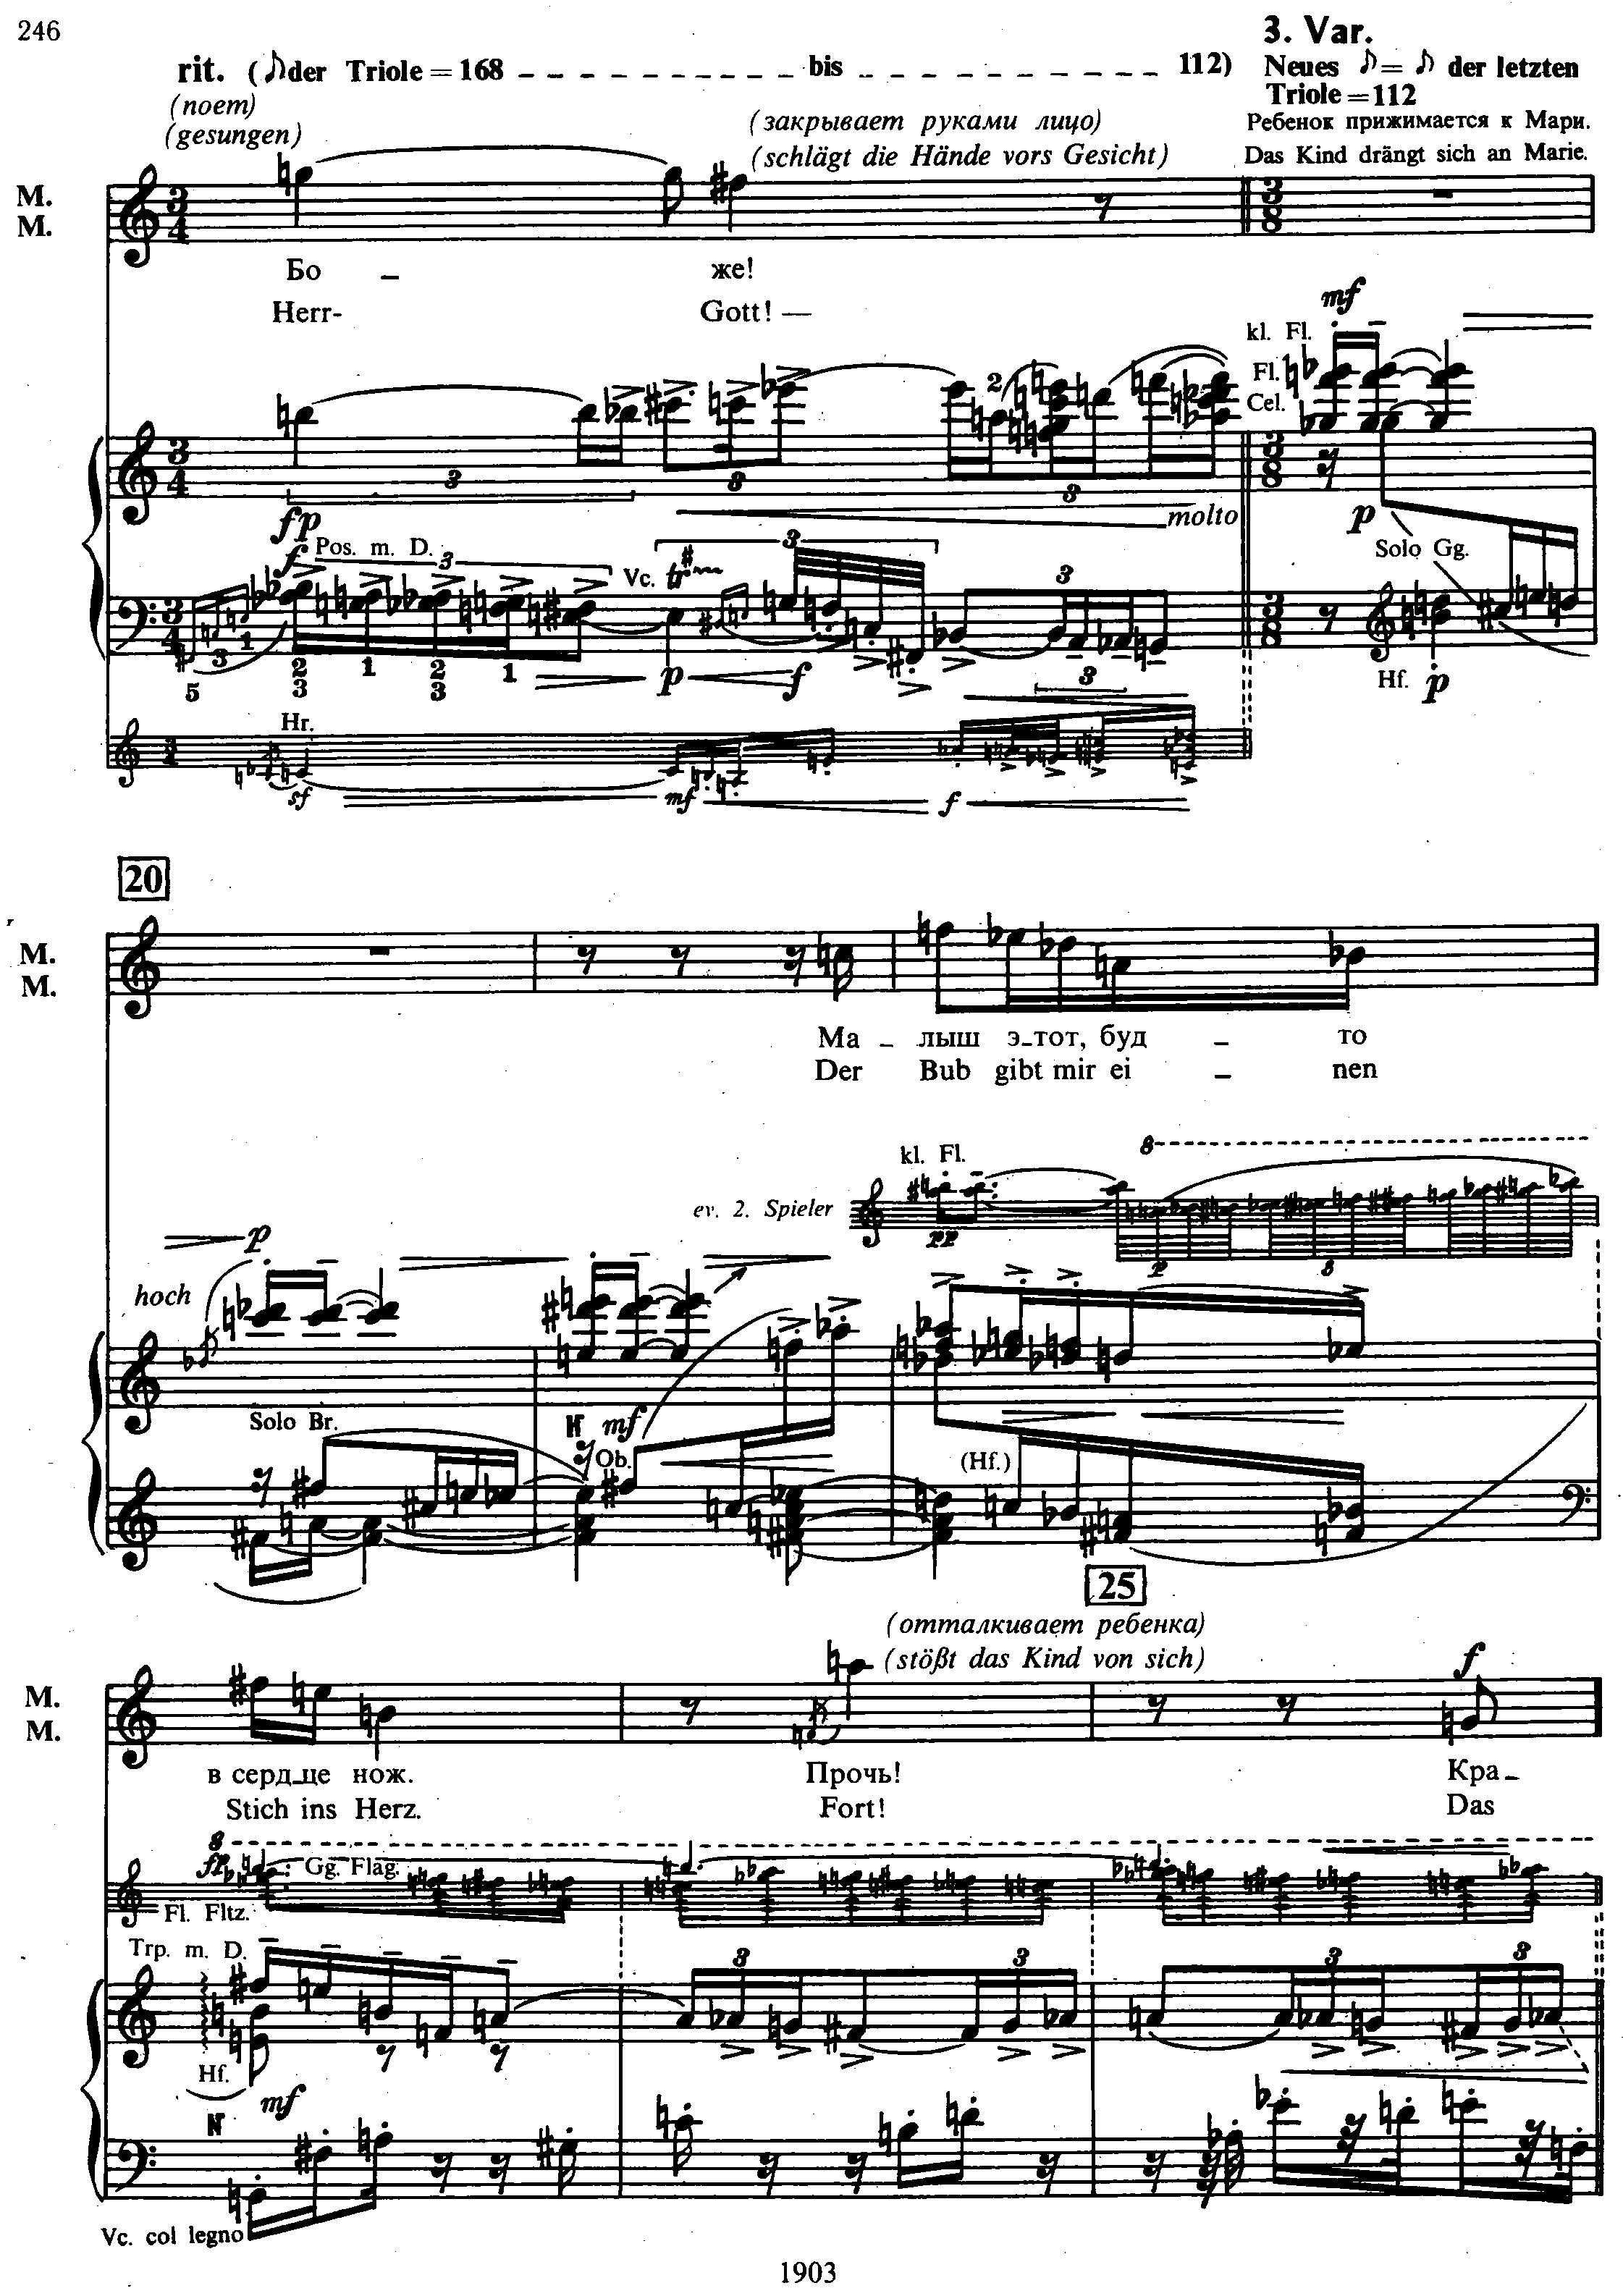 246
3. Var.
rit. (♪ der Triole = 168 – – – bis – – – 112)
Neues ♪ = ♪ der letzten
Triole = 112
(поет)
(gesungen)
(закрывает руками лицо)
(schlägt die Hände vors Gesicht)
Ребенок прижимается к Мари.
Das Kind drängt sich an Marie.
M.
M.
Бо – же!
Herr- Gott! —
mf
kl. Fl.
Fl.
Cel.
fp
molto
p
f
Pos. m. D.
Vc.
tr
Solo Gg.
p
f
Hf.
p
Hr.
sf
mf
f
20
M.
M.
Ма – лыш э–тот, буд – то
Der Bub gibt mir ei – nen
kl. Fl.
8
ev. 2. Spieler
pp
p
8
p
hoch
Solo Br.
И
mf
Ob.
(Hf.)
25
(отталкивает ребенка)
(stößt das Kind von sich)
f
M.
M.
в серд–це нож. Прочь! Кра–
Stich ins Herz. Fort! Das
8
fp
Gg. Flag.
Fl. Fltz.
Trp. m. D.
Hf.
mf
Vc. col legno
1903